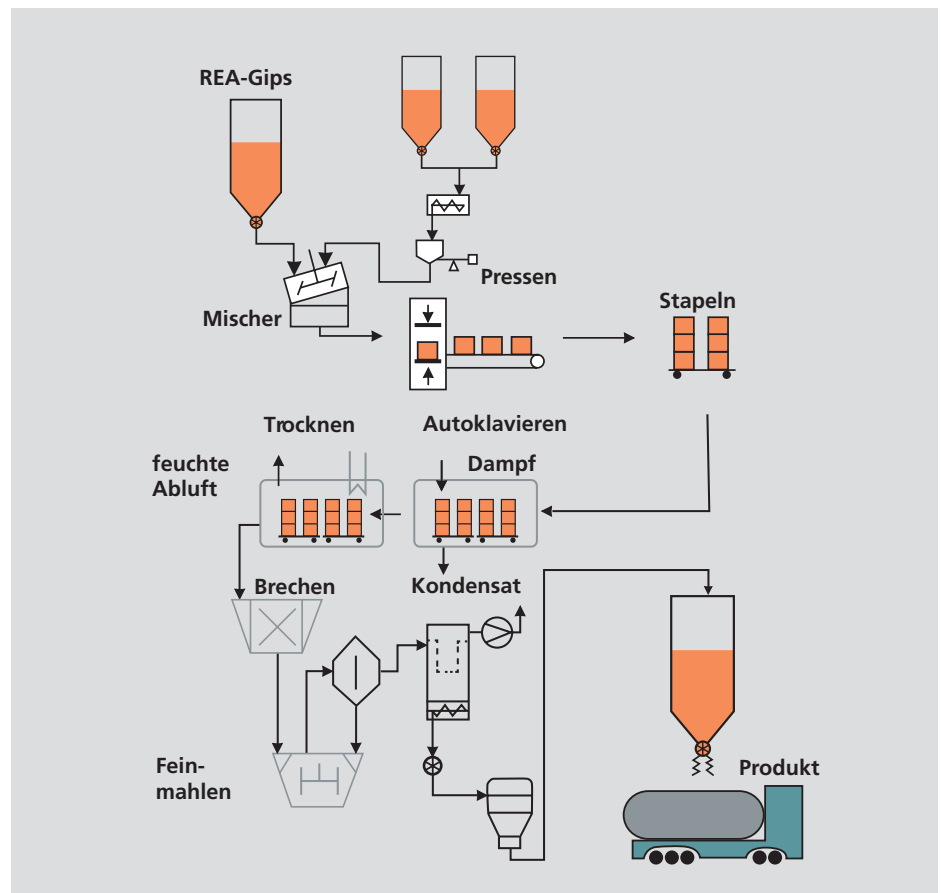 REA-Gips
Pressen
Mischer
Stapeln
Trocknen
Autoklavieren
feuchte
Abluft
Dampf
Brechen
Kondensat
Fein-
mahlen
Produkt